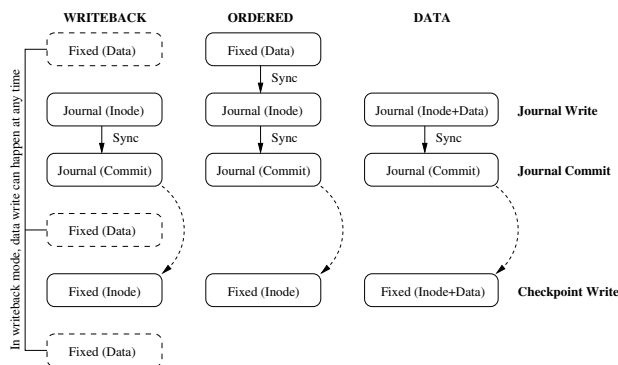 WRITEBACK ORDERED DATA
Fixed (Data) Fixed (Data)
Sync
Journal (Inode) Journal (Inode) Journal (Inode+Data) Journal Write
Sync Sync Sync
Journal (Commit) Journal (Commit) Journal (Commit) Journal Commit
Fixed (Data)
Fixed (Inode) Fixed (Inode) Fixed (Inode+Data) Checkpoint Write
Fixed (Data)
In writeback mode, data write can happen at any time